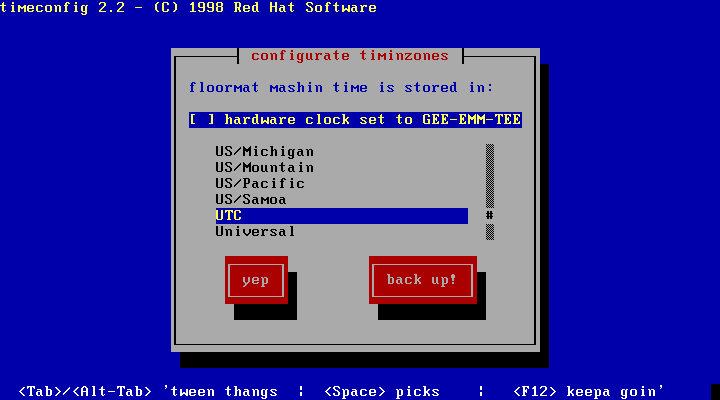 timeconfig 2.2 - (C) 1998 Red Hat Software
configurate timinzones
floormat mashin time is stored in:
[ ] hardware clock set to GEE-EMM-TEE
US/Michigan
US/Mountain
US/Pacific
US/Samoa
UTC #
Universal
yep back up!
<Tab>/<Alt-Tab> 'tween thangs | <Space> picks | <F12> keepa goin'